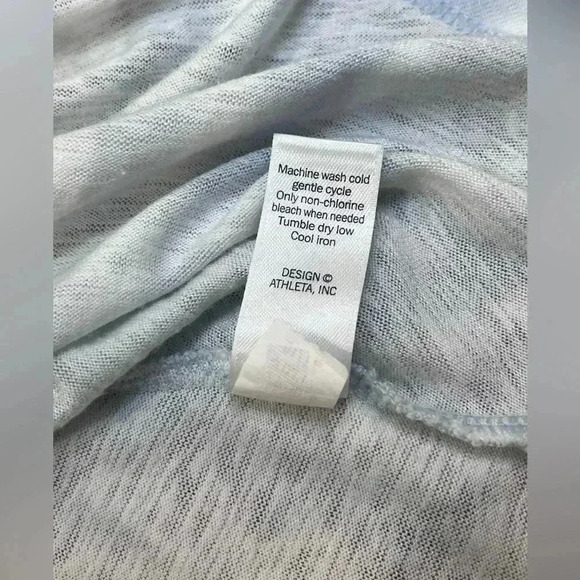 Machine wash cold
gentle cycle
Only non-chlorine
bleach when needed
Tumble dry low
Cool iron
DESIGN ©
ATHLETA, INC